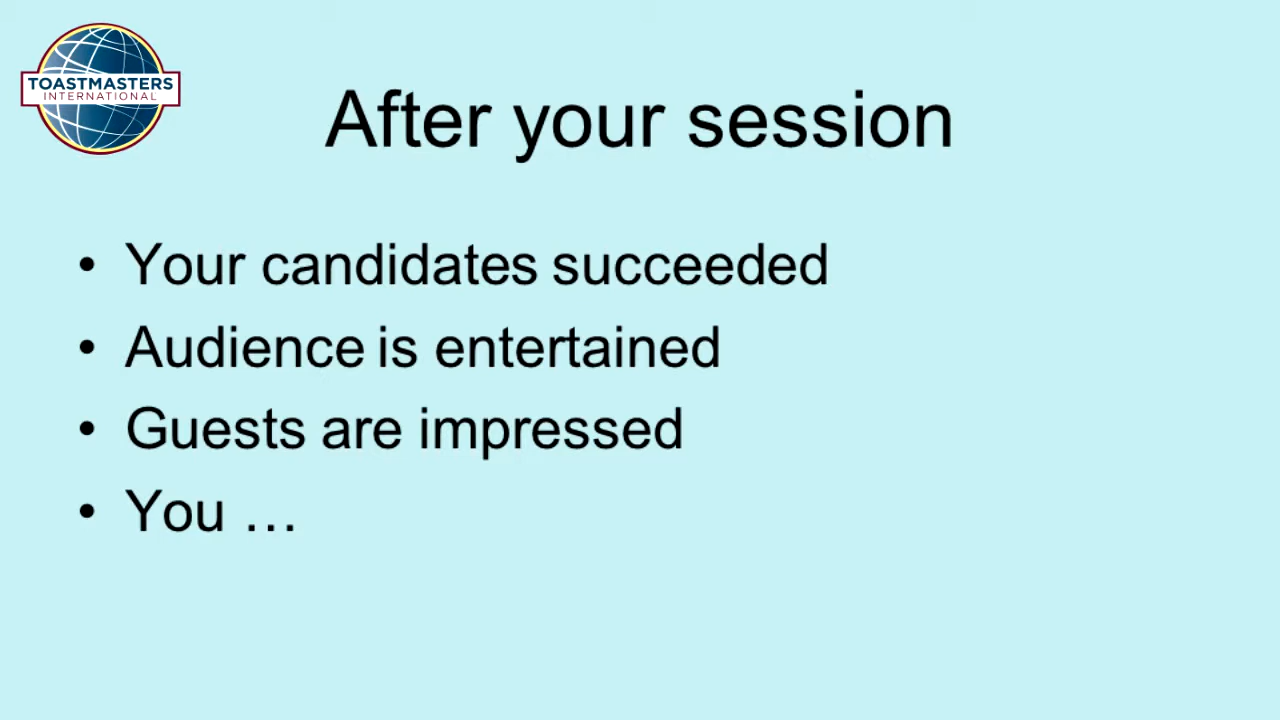 TOASTMASTERS
INTERNATIONAL
After your session
• Your candidates succeeded
• Audience is entertained
• Guests are impressed
• You …